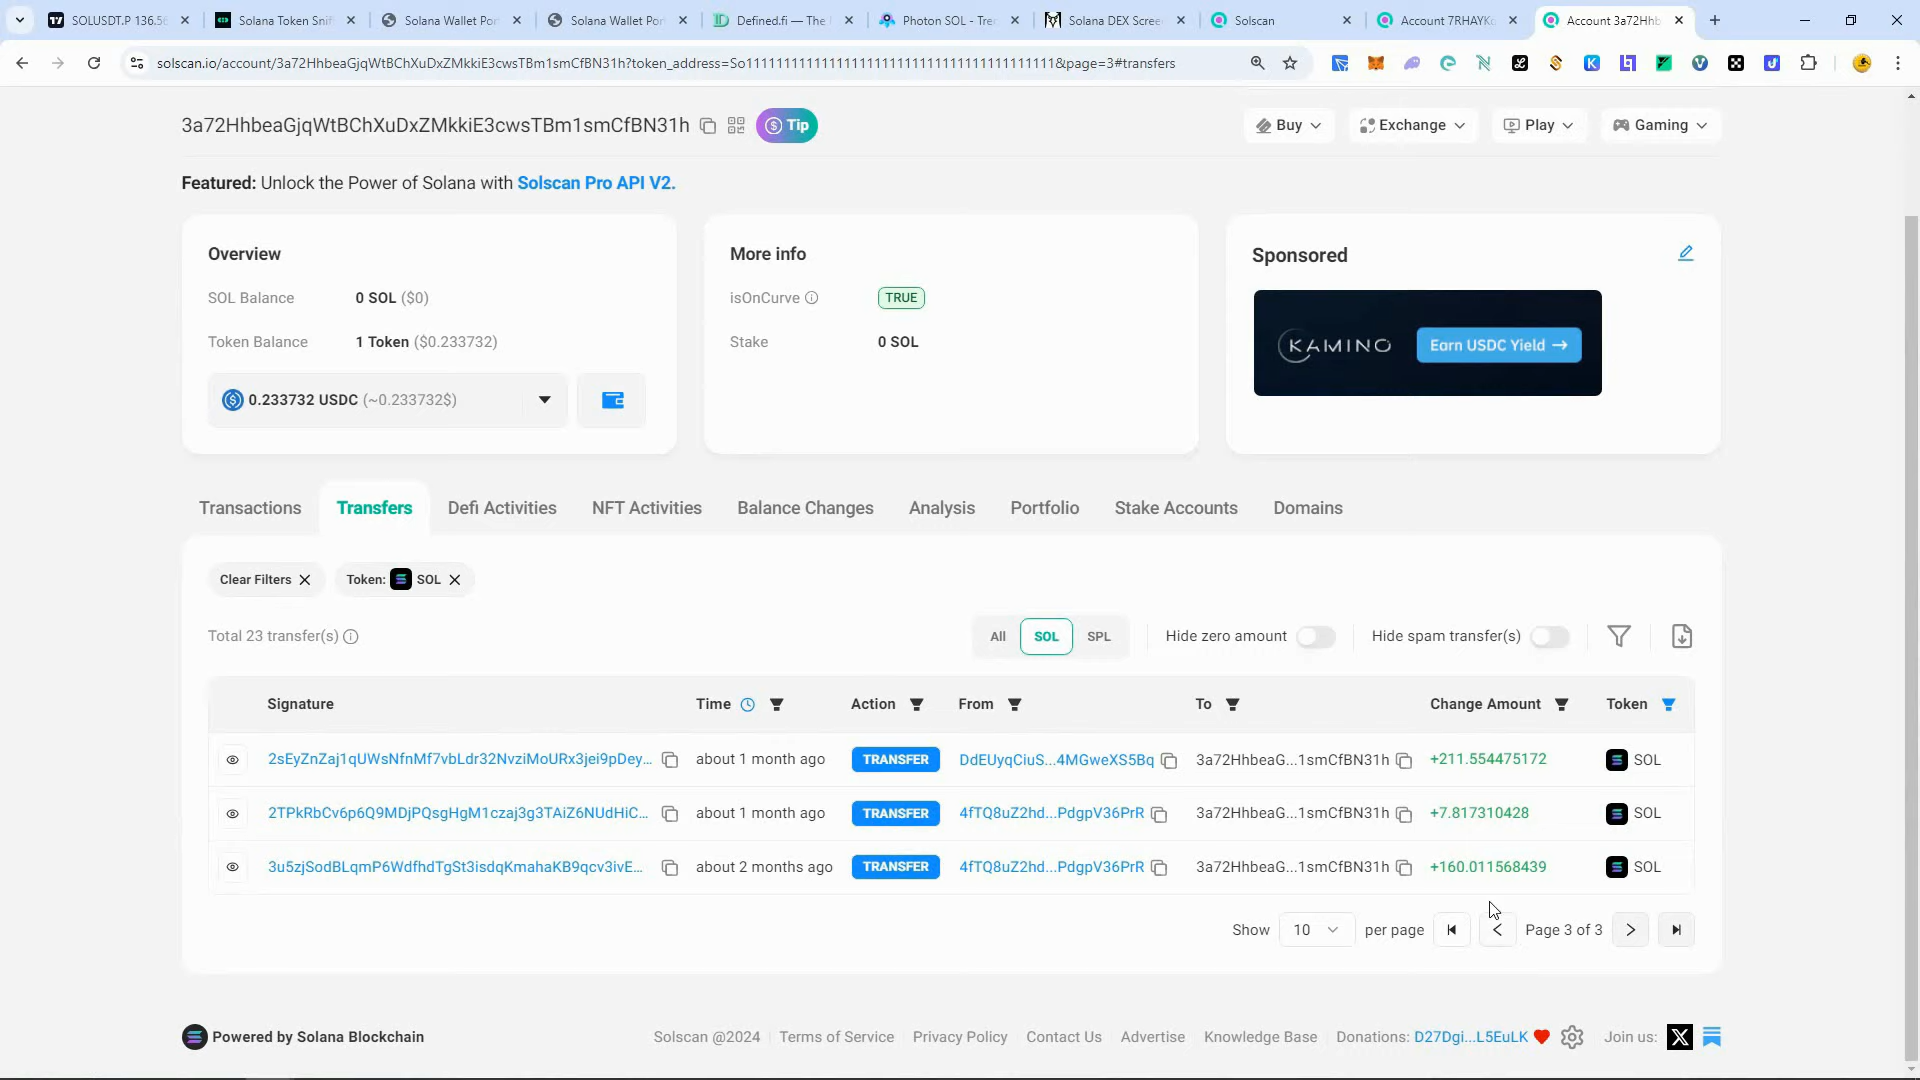 SOLUSDT.P 136.5
Solana Token Snif
Solana Wallet Por
Solana Wallet Por
Defined.fi — The
Photon SOL - Trac
Solana DEX Scree
Solscan
Account 7RHAYK
Account 3a72Hhb
solscan.io/account/3a72HhbeaGjqWtBChXuDxZMkkiE3cwsTBm1smCfBN31h?token_address=So11111111111111111111111111111111111111111&page=3#transfers
3a72HhbeaGjqWtBChXuDxZMkkiE3cwsTBm1smCfBN31h
Tip
Buy
Exchange
Play
Gaming
Featured: Unlock the Power of Solana with Solscan Pro API V2.
Overview
SOL Balance 0 SOL ($0)
Token Balance 1 Token ($0.233732)
0.233732 USDC (~0.233732$)
More info
isOnCurve TRUE
Stake 0 SOL
Sponsored
KAMINO Earn USDC Yield →
Transactions Transfers Defi Activities NFT Activities Balance Changes Analysis Portfolio Stake Accounts Domains
Clear Filters Token: SOL
Total 23 transfer(s) All SOL SPL Hide zero amount Hide spam transfer(s)
Signature Time Action From To Change Amount Token
2sEyZnZaj1qUWsNfnMf7vbLdr32NvziMoURx3jei9pDey... about 1 month ago TRANSFER DdEUyqCiuS...4MGweXS5Bq 3a72HhbeaG...1smCfBN31h +211.554475172 SOL
2TPkRbCv6p6Q9MDjPQsgHgM1czaj3g3TAiZ6NUdHiC... about 1 month ago TRANSFER 4fTQ8uZ2hd...PdgpV36PrR 3a72HhbeaG...1smCfBN31h +7.817310428 SOL
3u5zjSodBLqmP6WdfhdTgSt3isdqKmahaKB9qcv3ivE... about 2 months ago TRANSFER 4fTQ8uZ2hd...PdgpV36PrR 3a72HhbeaG...1smCfBN31h +160.011568439 SOL
Show 10 per page Page 3 of 3
Powered by Solana Blockchain
Solscan @2024 Terms of Service Privacy Policy Contact Us Advertise Knowledge Base Donations: D27Dgi...L5EuLK Join us: